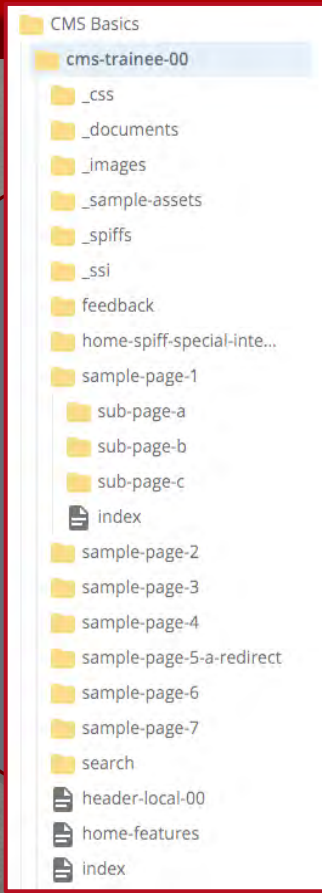 CMS Basics
cms-trainee-00
_css
_documents
_images
_sample-assets
_spiffs
_ssi
feedback
home-spiff-special-inte...
sample-page-1
sub-page-a
sub-page-b
sub-page-c
index
sample-page-2
sample-page-3
sample-page-4
sample-page-5-a-redirect
sample-page-6
sample-page-7
search
header-local-00
home-features
index